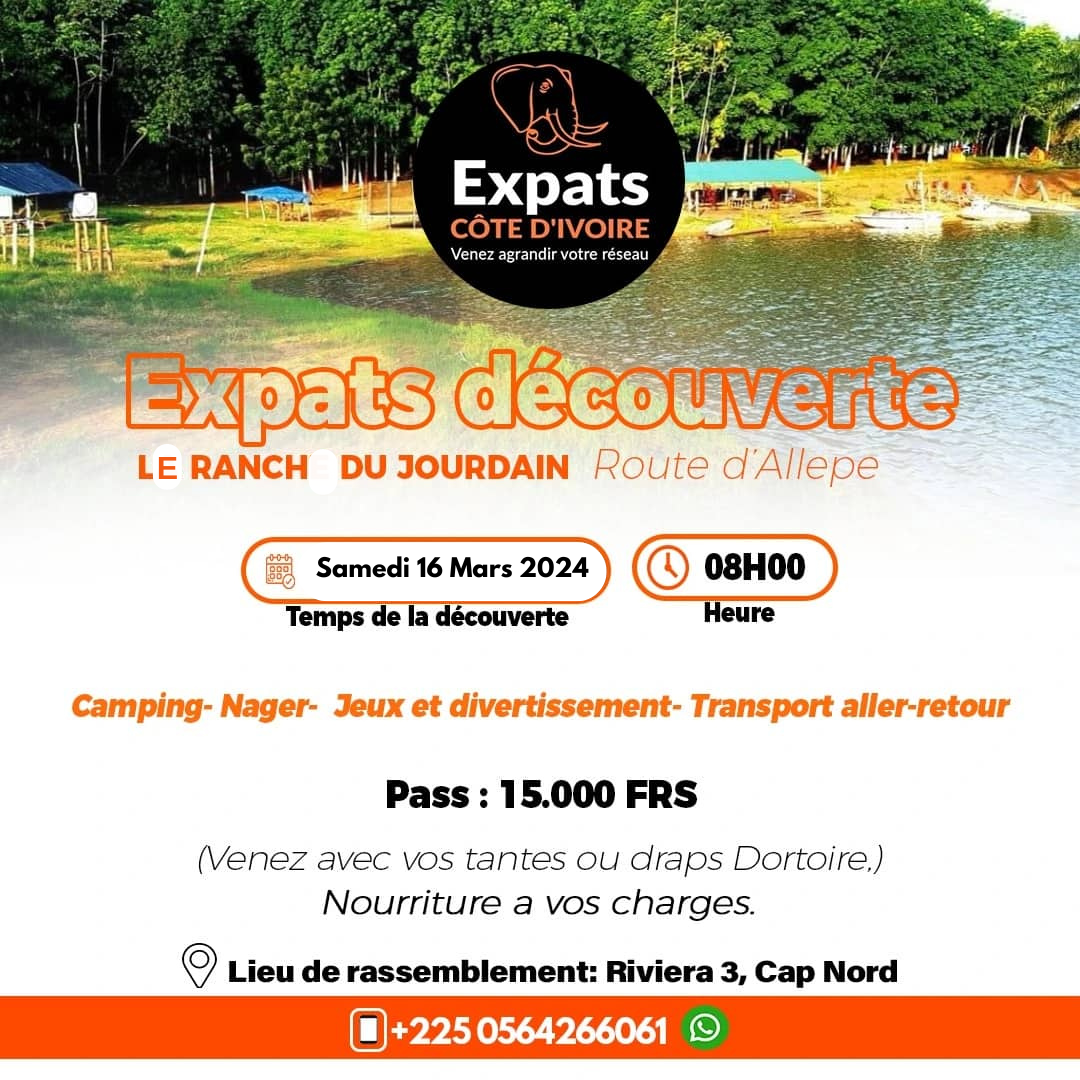 Expats
CÔTE D'IVOIRE
Venez agrandir votre réseau
Expats découverte
LE RANCH DU JOURDAIN Route d'Allepe
Samedi 16 Mars 2024 08H00
Temps de la découverte Heure
Camping- Nager- Jeux et divertissement- Transport aller-retour
Pass : 15.000 FRS
(Venez avec vos tantes ou draps Dortoire,)
Nourriture a vos charges.
Lieu de rassemblement: Riviera 3, Cap Nord
+225 0564266061